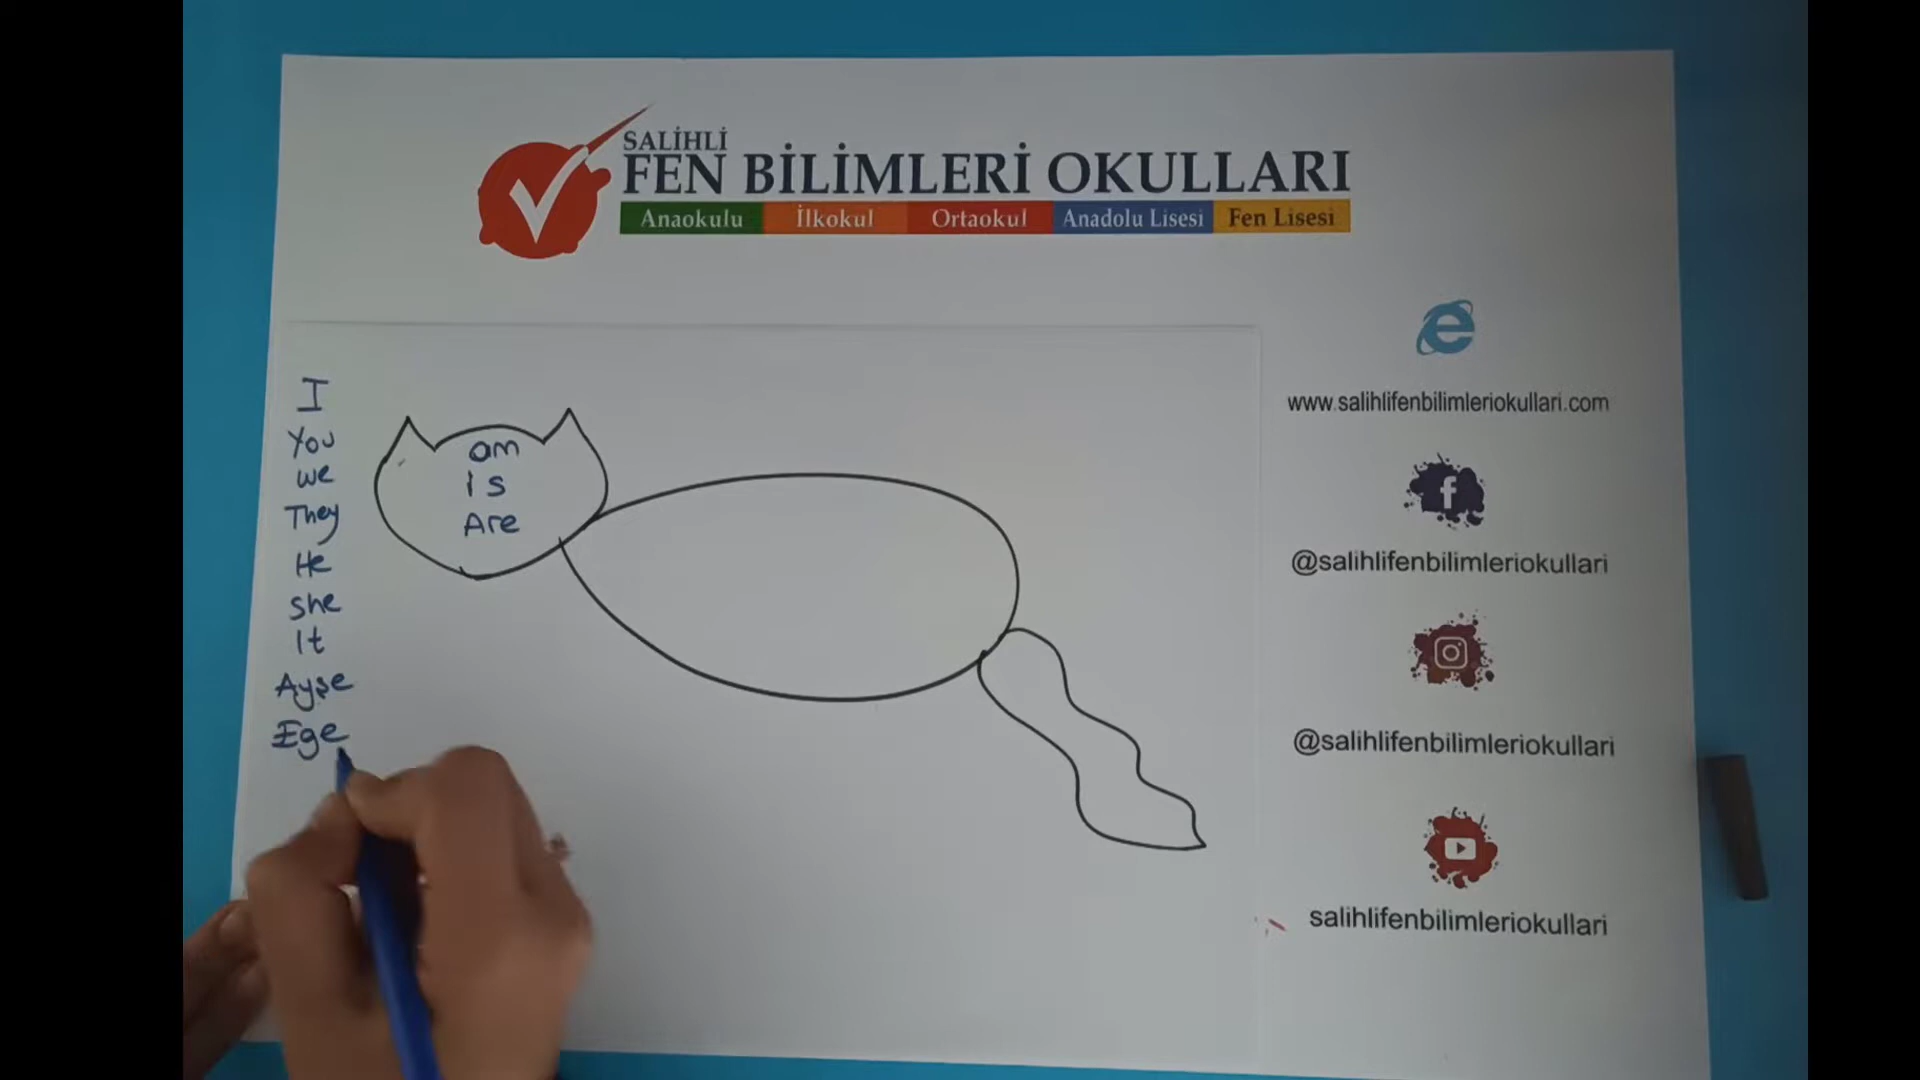 SALİHLİ
FEN BİLİMLERİ OKULLARI
Anaokulu İlkokul Ortaokul Anadolu Lisesi Fen Lisesi
I
You
we
They
He
She
It
Ayşe
Ege
am
is
Are
www.salihlifenbilimleriokullari.com
@salihlifenbilimleriokullari
@salihlifenbilimleriokullari
salihlifenbilimleriokullari